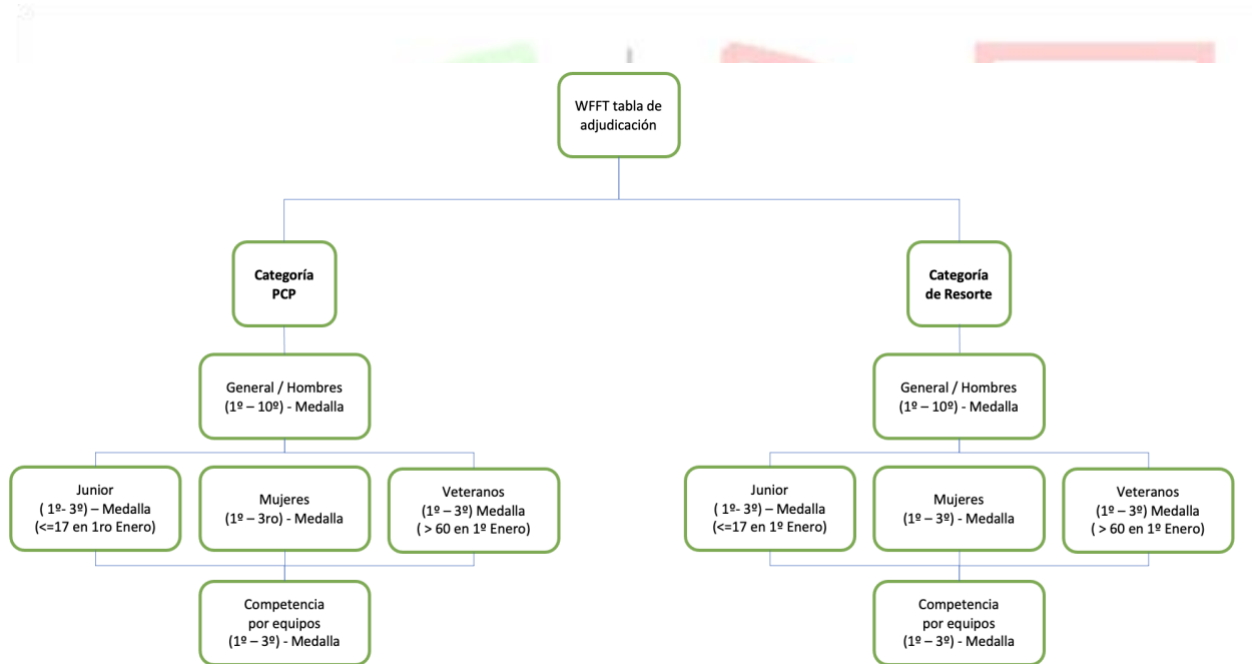 WFFT tabla de
adjudicación
Categoría
PCP
Categoría
de Resorte
General / Hombres
(1º – 10º) - Medalla
General / Hombres
(1º – 10º) - Medalla
Junior
( 1º- 3º) – Medalla
(<=17 en 1ro Enero)
Mujeres
(1º – 3ro) - Medalla
Veteranos
(1º – 3º) Medalla
( > 60 en 1º Enero)
Junior
( 1º- 3º) – Medalla
(<=17 en 1º Enero)
Mujeres
(1º – 3º) - Medalla
Veteranos
(1º – 3º) Medalla
( > 60 en 1º Enero)
Competencia
por equipos
(1º – 3º) - Medalla
Competencia
por equipos
(1º – 3º) - Medalla